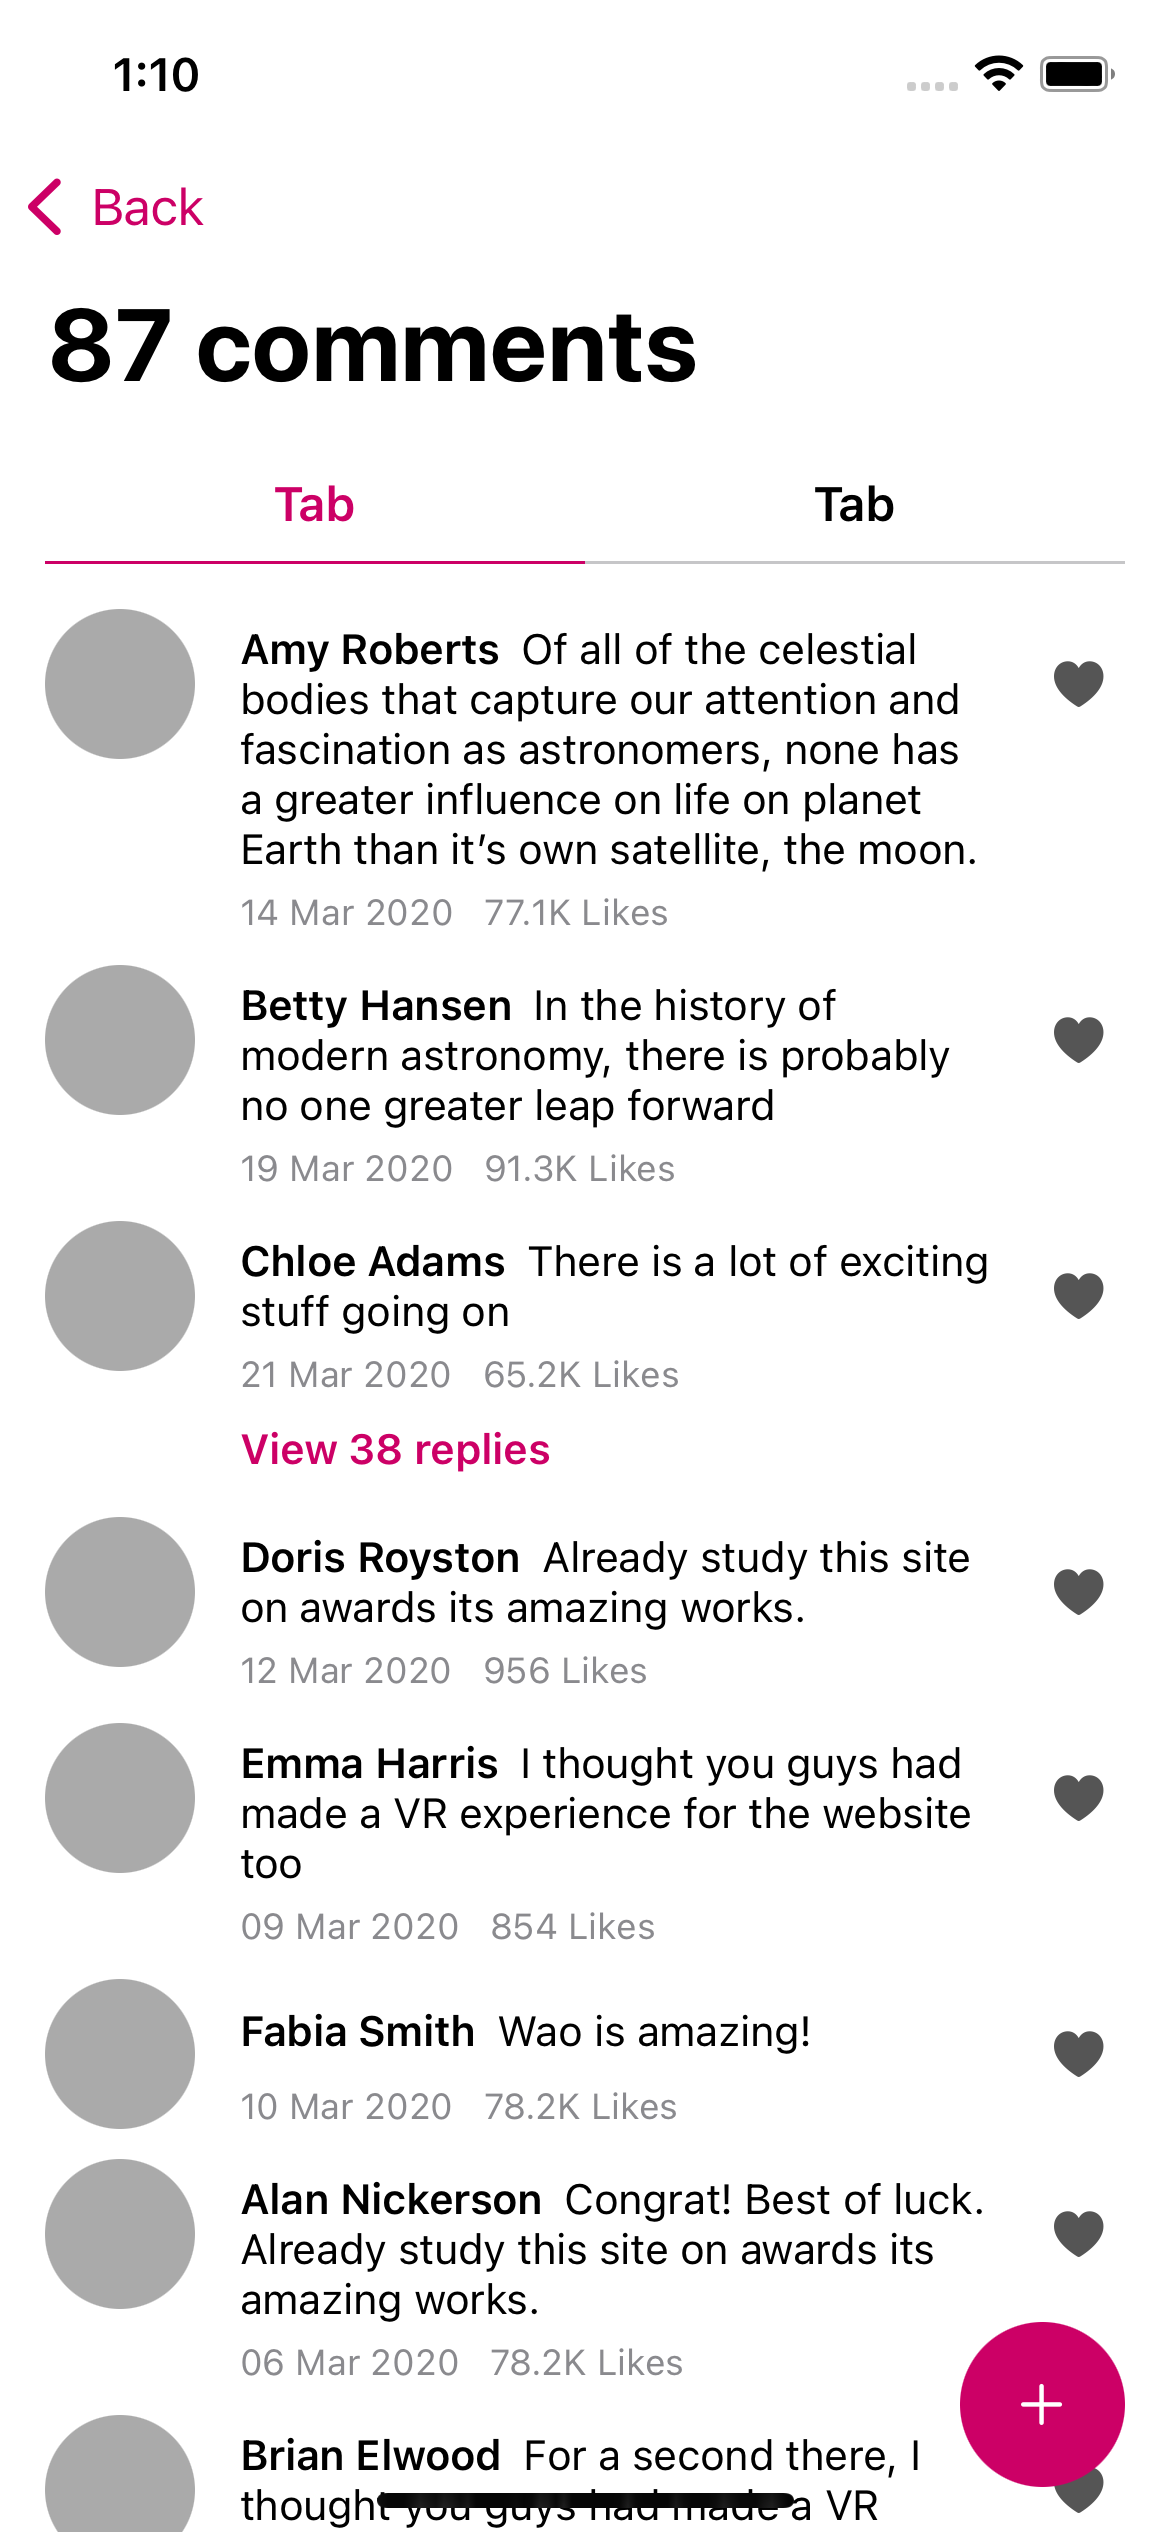 1:10
Back
87 comments
Tab
Tab
Amy Roberts Of all of the celestial
bodies that capture our attention and
fascination as astronomers, none has
a greater influence on life on planet
Earth than it’s own satellite, the moon.
14 Mar 2020 77.1K Likes
Betty Hansen In the history of
modern astronomy, there is probably
no one greater leap forward
19 Mar 2020 91.3K Likes
Chloe Adams There is a lot of exciting
stuff going on
21 Mar 2020 65.2K Likes
View 38 replies
Doris Royston Already study this site
on awards its amazing works.
12 Mar 2020 956 Likes
Emma Harris I thought you guys had
made a VR experience for the website
too
09 Mar 2020 854 Likes
Fabia Smith Wao is amazing!
10 Mar 2020 78.2K Likes
Alan Nickerson Congrat! Best of luck.
Already study this site on awards its
amazing works.
06 Mar 2020 78.2K Likes
Brian Elwood For a second there, I
thought you guys had made a VR